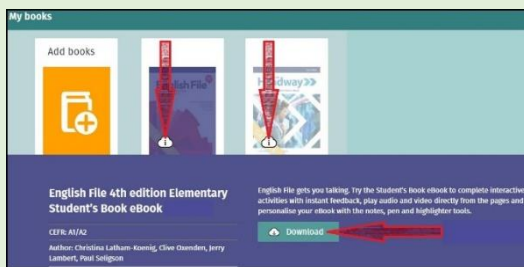 My books
Add books
English File
Headway
English File 4th edition Elementary
Student's Book eBook
CEFR: A1/A2
Author: Christina Latham-Koenig, Clive Oxenden, Jerry
Lambert, Paul Seligson
English File gets you talking. Try the Student's Book eBook to complete interactive
activities with instant feedback, play audio and video directly from the pages and
personalise your eBook with the notes, pen and highlighter tools.
Download